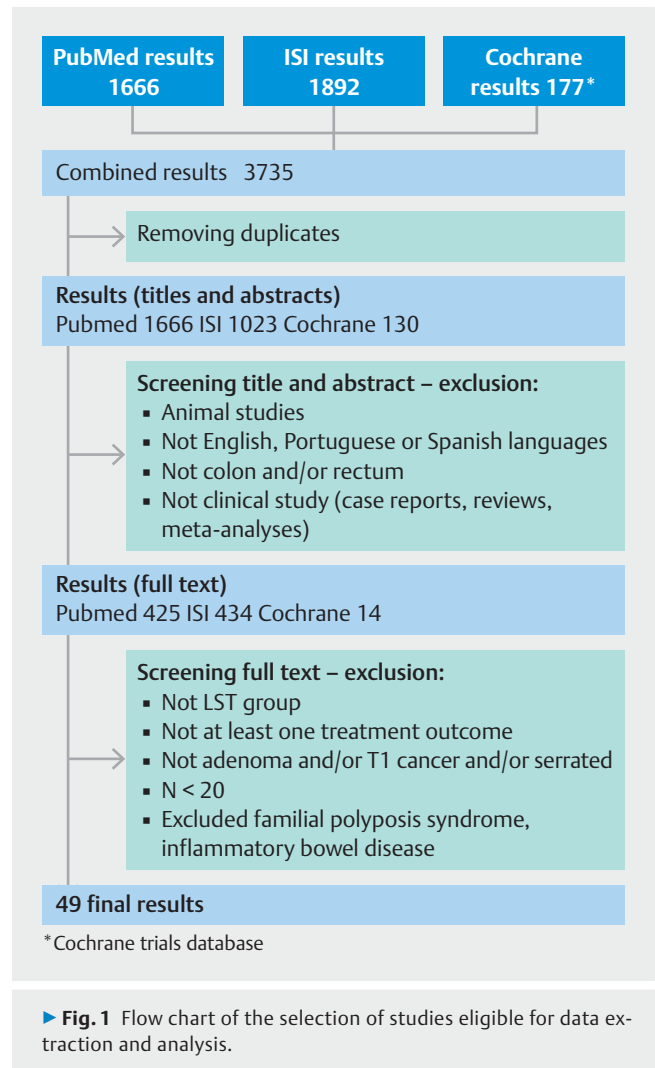 PubMed results
1666
ISI results
1892
Cochrane
results 177*
Combined results 3735
Removing duplicates
Results (titles and abstracts)
Pubmed 1666 ISI 1023 Cochrane 130
Screening title and abstract – exclusion:
▪ Animal studies
▪ Not English, Portuguese or Spanish languages
▪ Not colon and/or rectum
▪ Not clinical study (case reports, reviews,
meta-analyses)
Results (full text)
Pubmed 425 ISI 434 Cochrane 14
Screening full text – exclusion:
▪ Not LST group
▪ Not at least one treatment outcome
▪ Not adenoma and/or T1 cancer and/or serrated
▪ N < 20
▪ Excluded familial polyposis syndrome,
inflammatory bowel disease
49 final results
*Cochrane trials database
▶ Fig. 1 Flow chart of the selection of studies eligible for data ex-
traction and analysis.